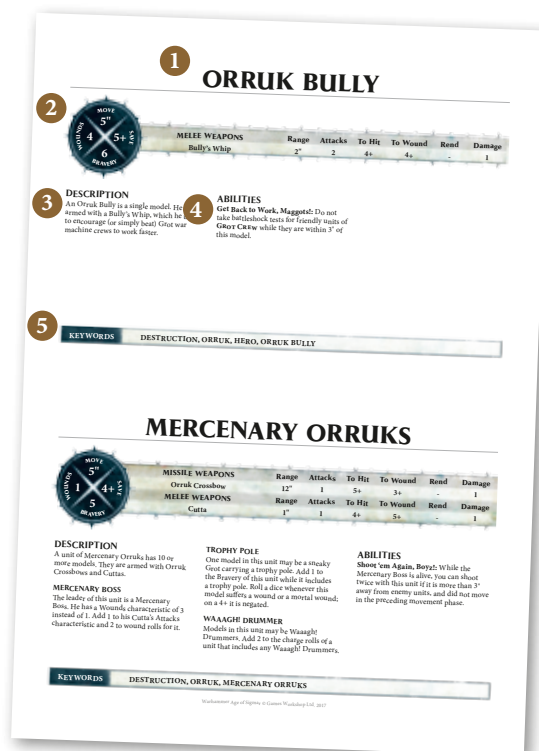 1
ORRUK BULLY
2
MOVE
5"
WOUNDS 4 5+ SAVE
6
BRAVERY
MELEE WEAPONS Range Attacks To Hit To Wound Rend Damage
Bully's Whip 2" 2 4+ 4+ - 1
3
DESCRIPTION
An Orruk Bully is a single model. He
armed with a Bully's Whip, which he
to encourage (or simply beat) Grot war
machine crews to work faster.
4
ABILITIES
Get Back to Work, Maggots!: Do not
take battleshock tests for friendly units of
GROT CREW while they are within 3" of
this model.
5
KEYWORDS DESTRUCTION, ORRUK, HERO, ORRUK BULLY
MERCENARY ORRUKS
MOVE
5"
WOUNDS 1 4+ SAVE
5
BRAVERY
MISSILE WEAPONS Range Attacks To Hit To Wound Rend Damage
Orruk Crossbow 12" 1 5+ 3+ - 1
MELEE WEAPONS Range Attacks To Hit To Wound Rend Damage
Cutta 1" 1 4+ 5+ - 1
DESCRIPTION
A unit of Mercenary Orruks has 10 or
more models. They are armed with Orruk
Crossbows and Cuttas.
MERCENARY BOSS
The leader of this unit is a Mercenary
Boss. He has a Wounds characteristic of 3
instead of 1. Add 1 to his Cutta's Attacks
characteristic and 2 to wound rolls for it.
TROPHY POLE
One model in this unit may be a sneaky
Grot carrying a trophy pole. Add 1 to
the Bravery of this unit while it includes
a trophy pole. Roll a dice whenever this
model suffers a wound or a mortal wound;
on a 4+ it is negated.
WAAAGH! DRUMMER
Models in this unit may be Waaagh!
Drummers. Add 2 to the charge rolls of a
unit that includes any Waaagh! Drummers.
ABILITIES
Shoot 'em Again, Boyz!: While the
Mercenary Boss is alive, you can shoot
twice with this unit if it is more than 3"
away from enemy units, and did not move
in the preceding movement phase.
KEYWORDS DESTRUCTION, ORRUK, MERCENARY ORRUKS
Warhammer: Age of Sigmar, © Games Workshop Ltd. 2017